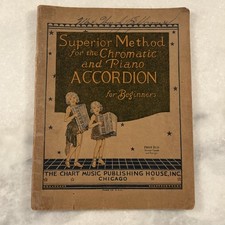 Superior Method
for the Chromatic
and Piano
ACCORDION
for Beginners
THE CHART MUSIC PUBLISHING HOUSE, INC.
CHICAGO